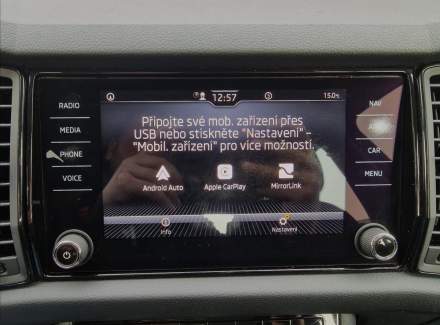 12:57
15.0°C
RADIO
MEDIA
PHONE
VOICE
NAV
CAR
MENU
Připojte své mob. zařízení přes
USB nebo stiskněte "Nastavení" –
"Mobil. zařízení" pro více možností.
Android Auto
Apple CarPlay
MirrorLink
Info
Nastavení